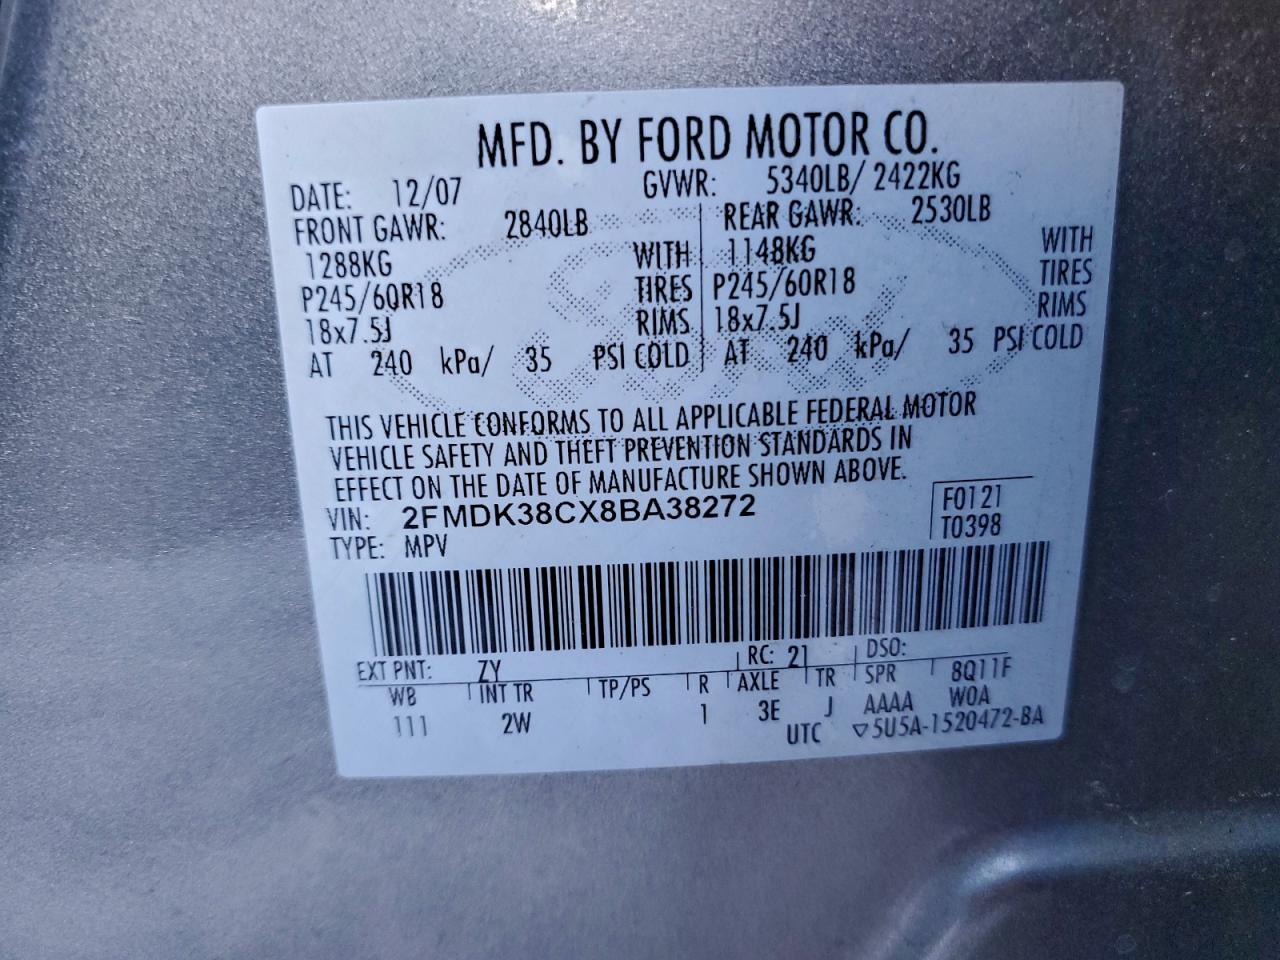 MFD. BY FORD MOTOR CO.
DATE: 12/07 GVWR: 5340LB/ 2422KG
FRONT GAWR: 2840LB REAR GAWR: 2530LB
1288KG WITH 1148KG WITH
P245/60R18 TIRES P245/60R18 TIRES
18x7.5J RIMS 18x7.5J RIMS
AT 240 kPa/ 35 PSI COLD AT 240 kPa/ 35 PSI COLD
THIS VEHICLE CONFORMS TO ALL APPLICABLE FEDERAL MOTOR
VEHICLE SAFETY AND THEFT PREVENTION STANDARDS IN
EFFECT ON THE DATE OF MANUFACTURE SHOWN ABOVE.
VIN: 2FMDK38CX8BA38272 F0121
TYPE: MPV T0398
EXT PNT: ZY RC: 21 DSO:
WB INT TR TP/PS R AXLE TR SPR 8Q11F
111 2W 1 3E J AAAA W0A
UTC ▽5U5A-1520472-BA